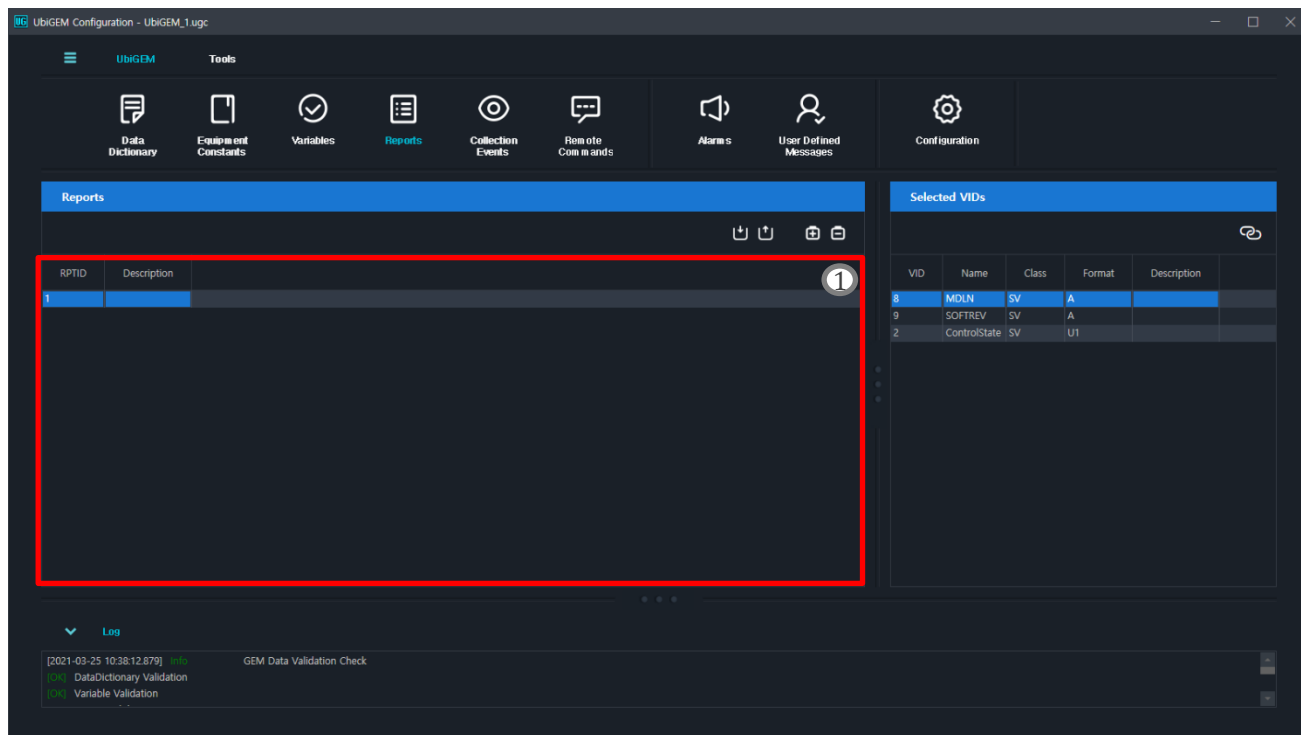 UG UbiGEM Configuration - UbiGEM_1.ugc
UbiGEM Tools
Data Dictionary
Equipment Constants
Variables
Reports
Collection Events
Remote Commands
Alarms
User Defined Messages
Configuration
Reports
RPTID Description
1
1
Selected VIDs
VID Name Class Format Description
8 MDLN SV A
9 SOFTREV SV A
2 ControlState SV U1
Log
[2021-03-25 10:38:12.879] Info GEM Data Validation Check
[OK] DataDictionary Validation
[OK] Variable Validation